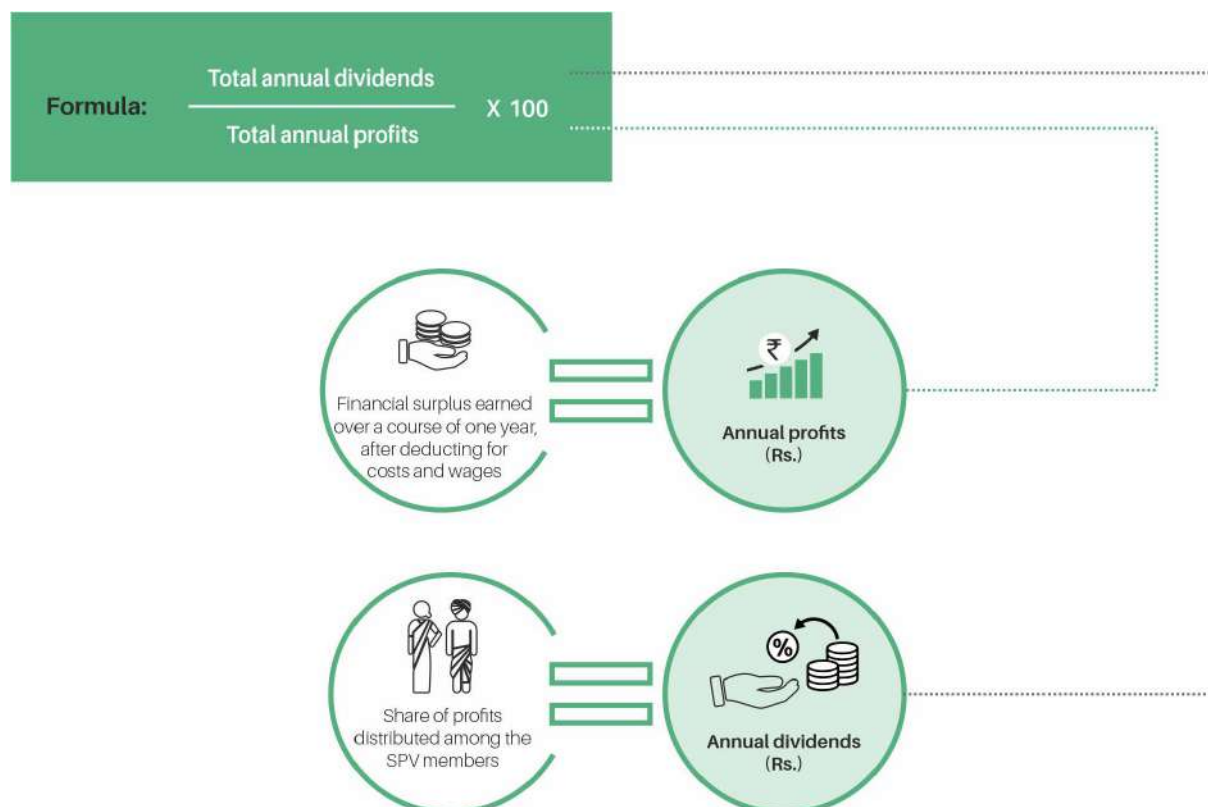 Formula:
Total annual dividends
Total annual profits
X 100
Financial surplus earned
over a course of one year,
after deducting for
costs and wages
₹
Annual profits
(Rs.)
Share of profits
distributed among the
SPV members
%
Annual dividends
(Rs.)